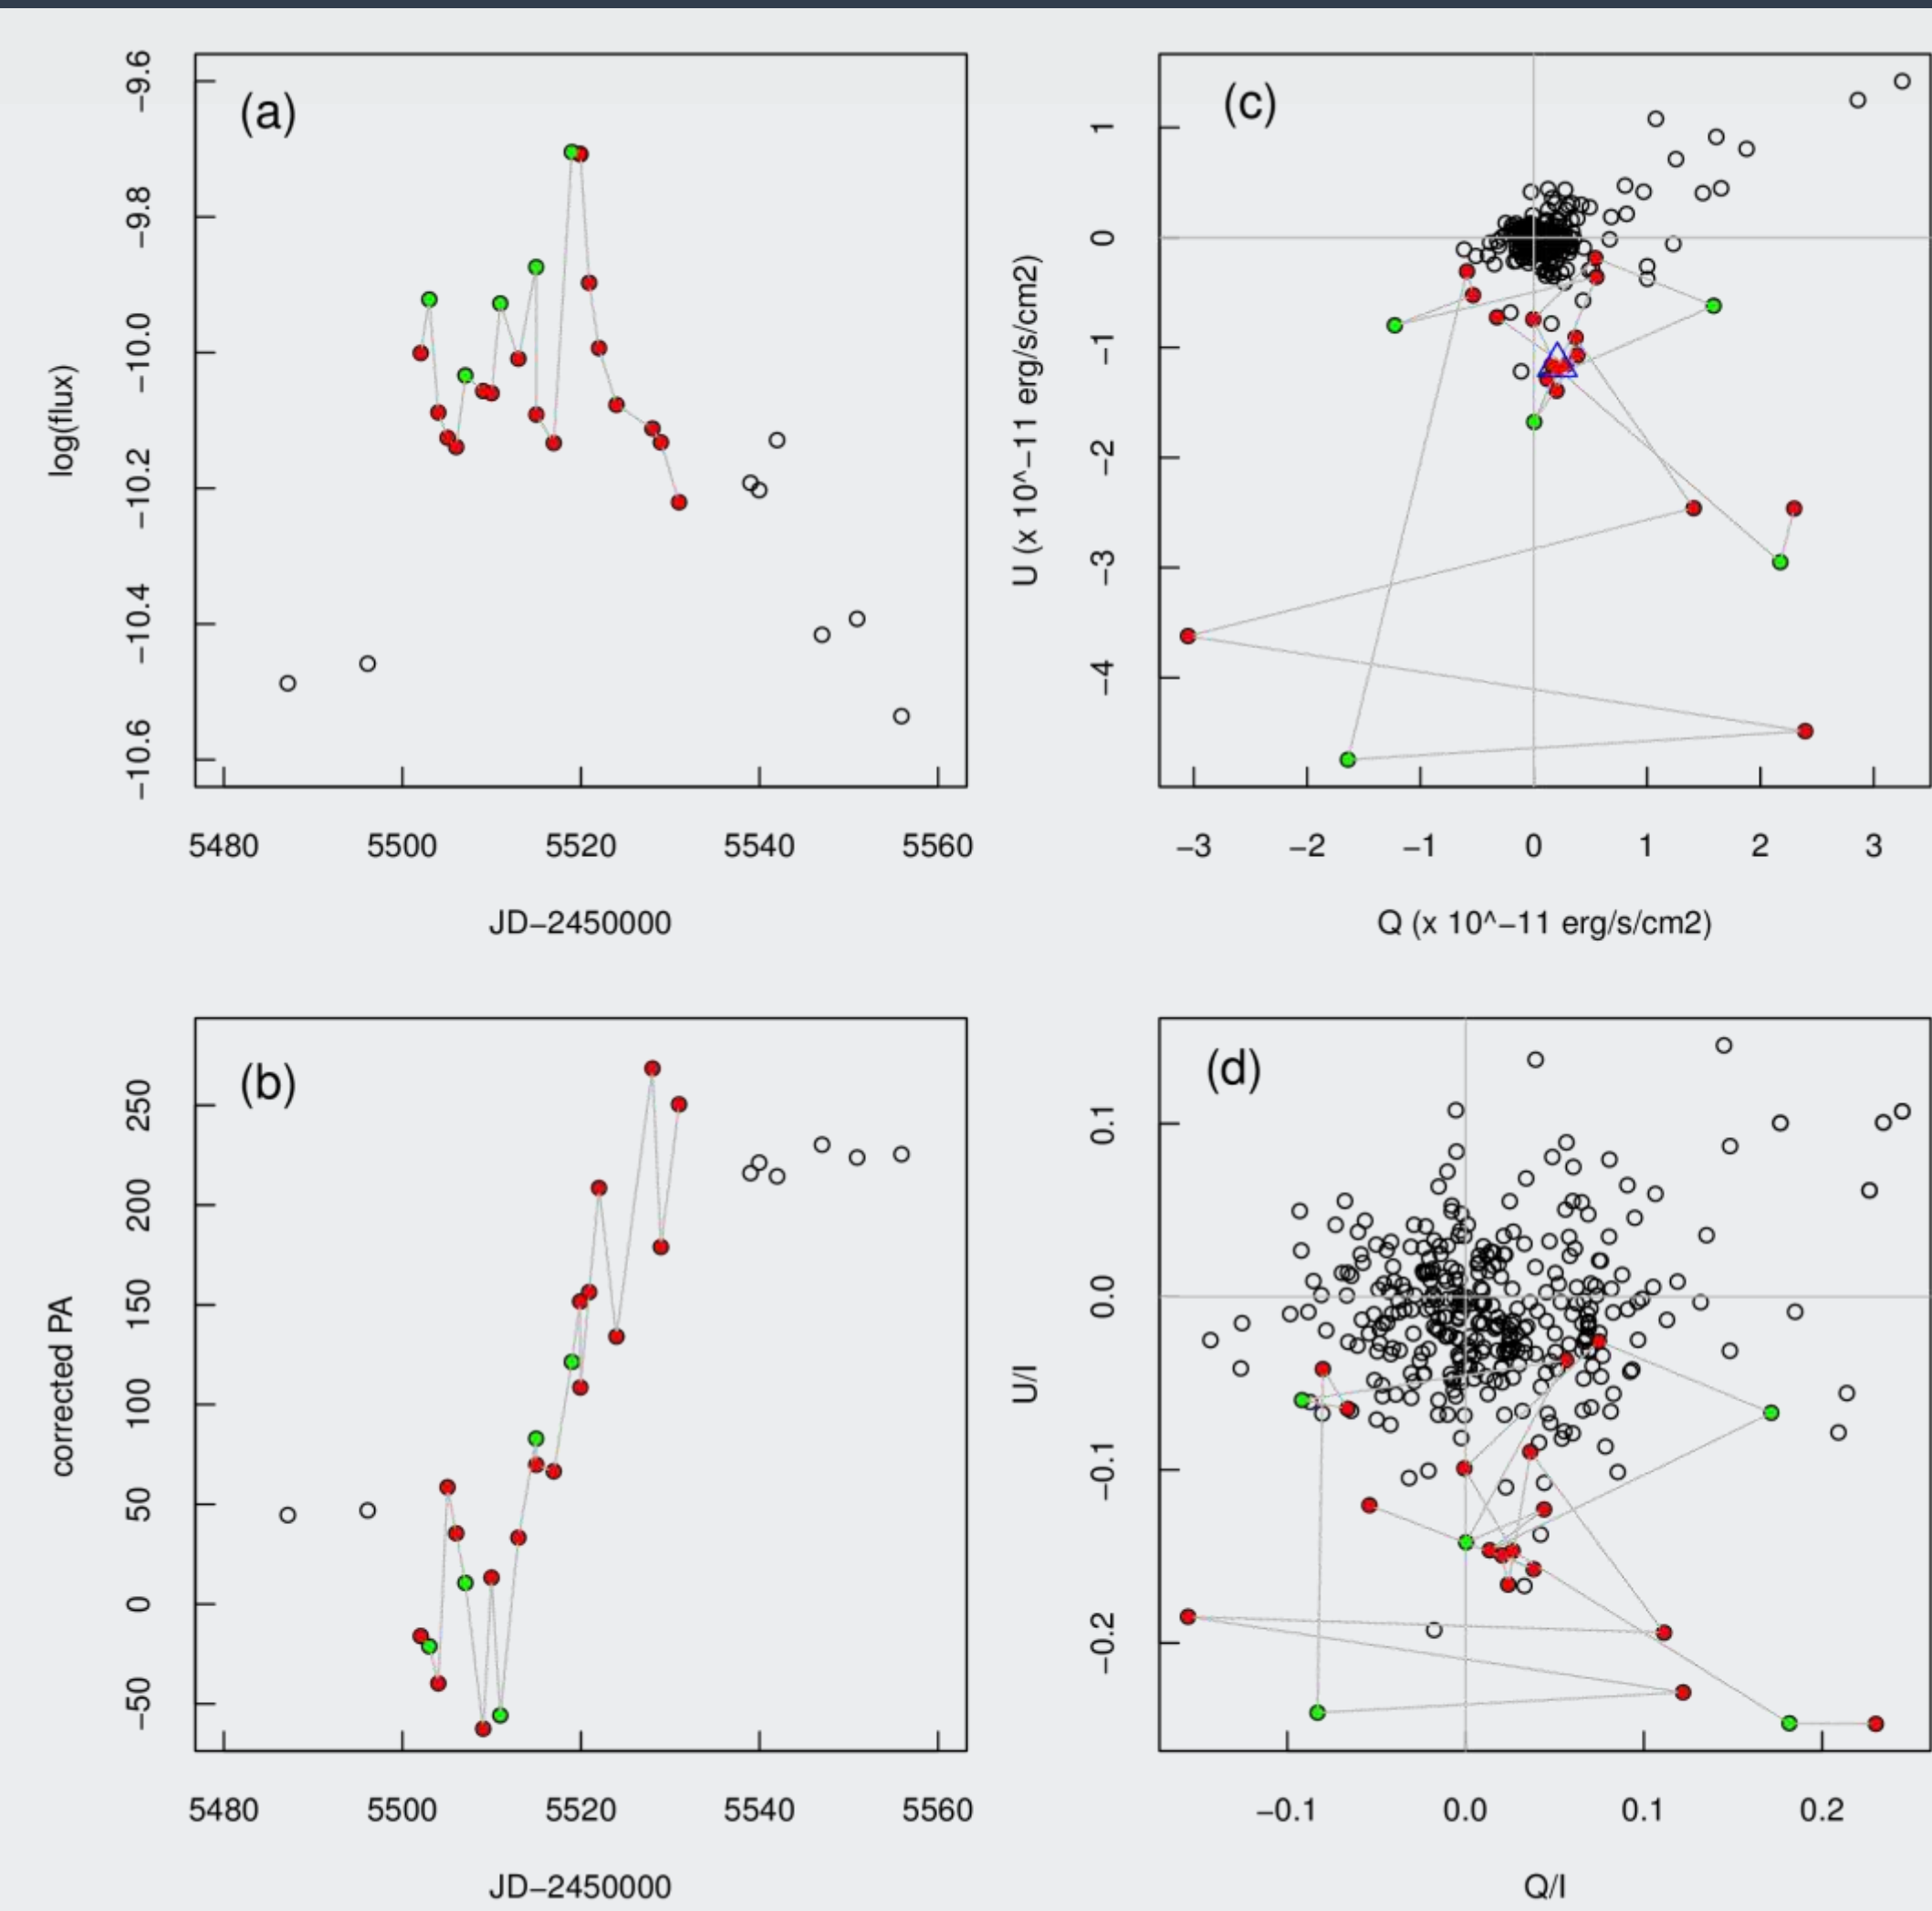 (a)
log(flux)
−9.6
−9.8
−10.0
−10.2
−10.4
−10.6
5480 5500 5520 5540 5560
JD−2450000
(c)
U (x 10^−11 erg/s/cm2)
1
0
−1
−2
−3
−4
−3 −2 −1 0 1 2 3
Q (x 10^−11 erg/s/cm2)
(b)
corrected PA
250
200
150
100
50
0
−50
5480 5500 5520 5540 5560
JD−2450000
(d)
U/I
0.1
0.0
−0.1
−0.2
−0.1 0.0 0.1 0.2
Q/I